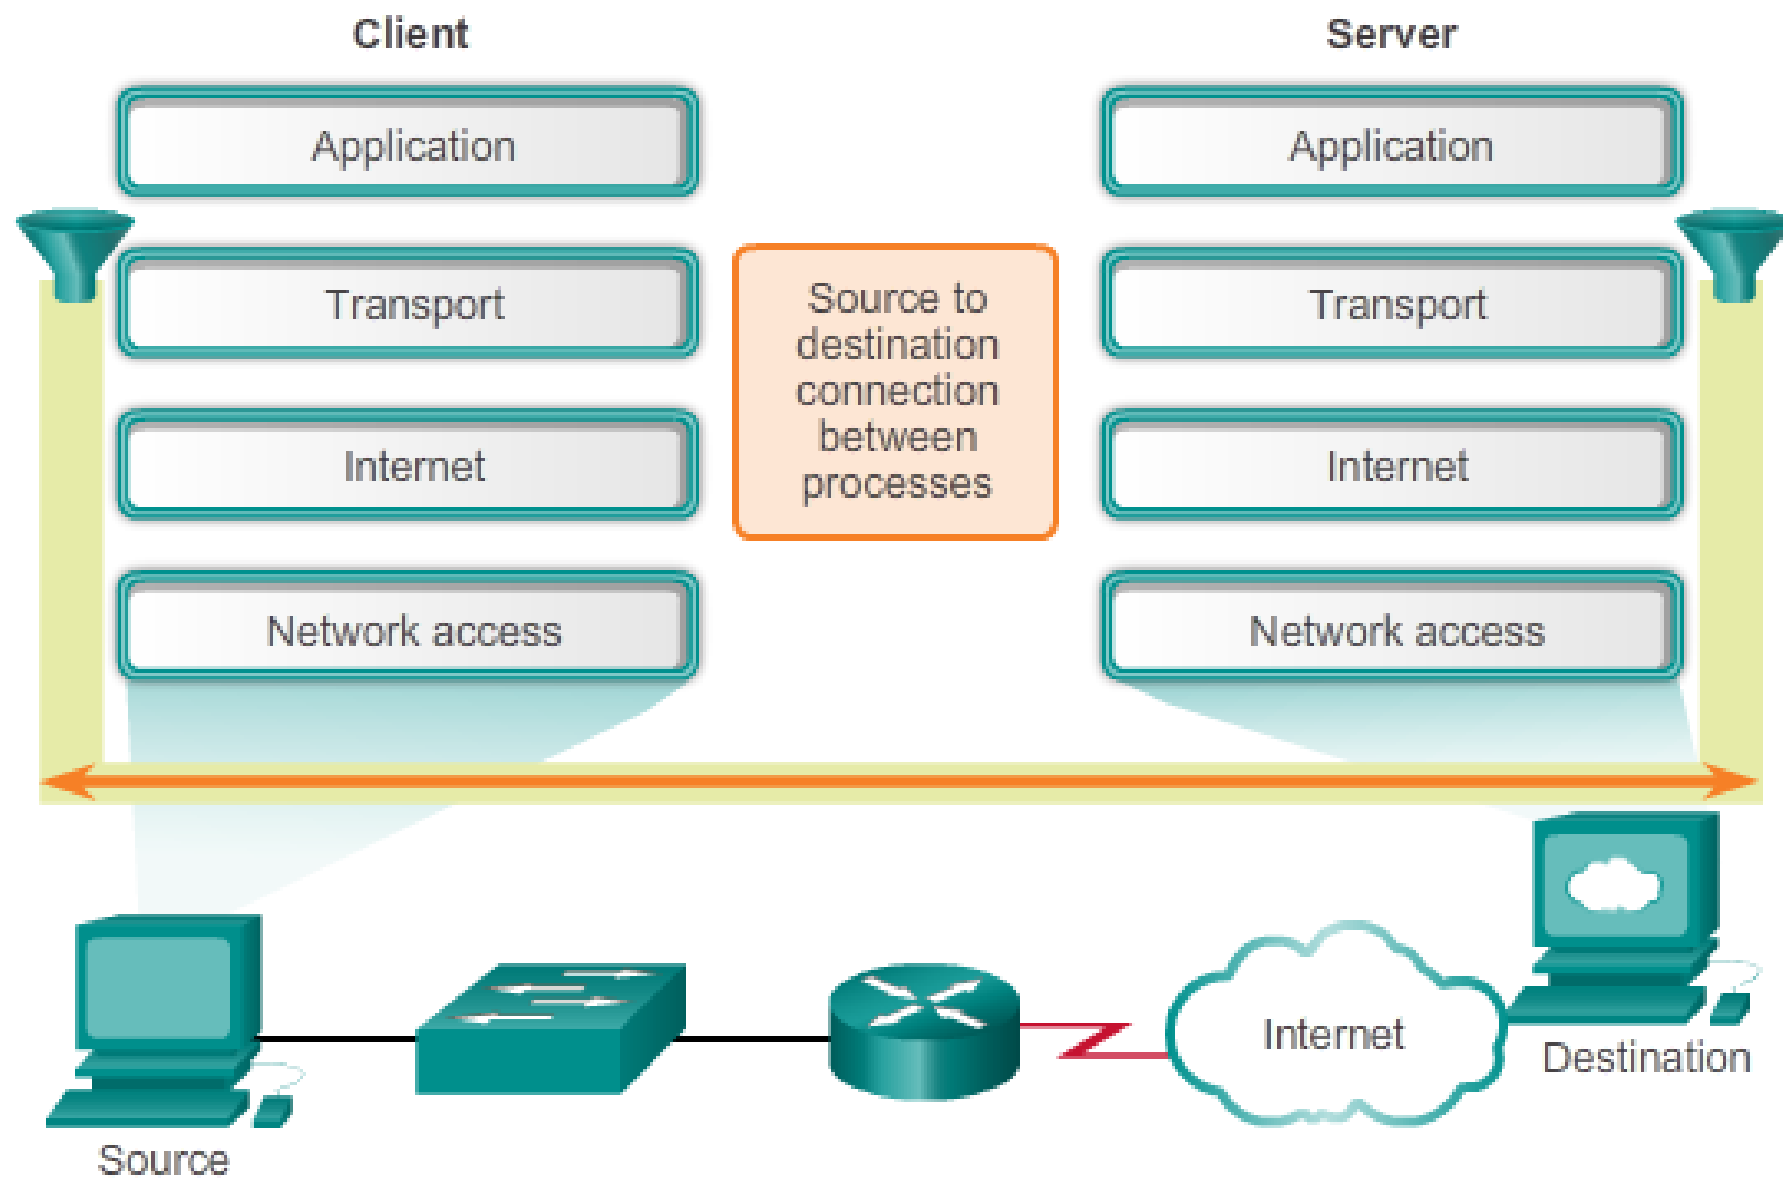 Client
Server
Application
Application
Transport
Transport
Source to
destination
connection
between
processes
Internet
Internet
Network access
Network access
Internet
Destination
Source